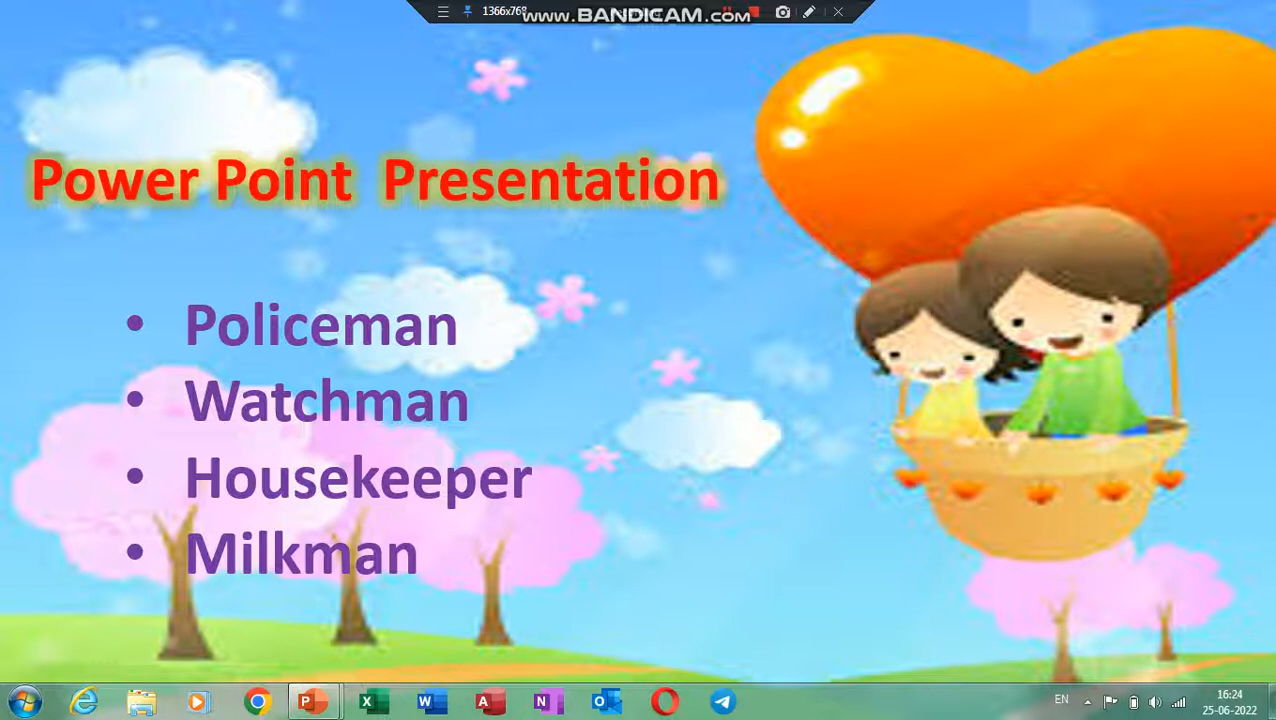 1366x768
www.BANDICAM.com
Power Point Presentation
• Policeman
• Watchman
• Housekeeper
• Milkman
EN
16:24
25-06-2022